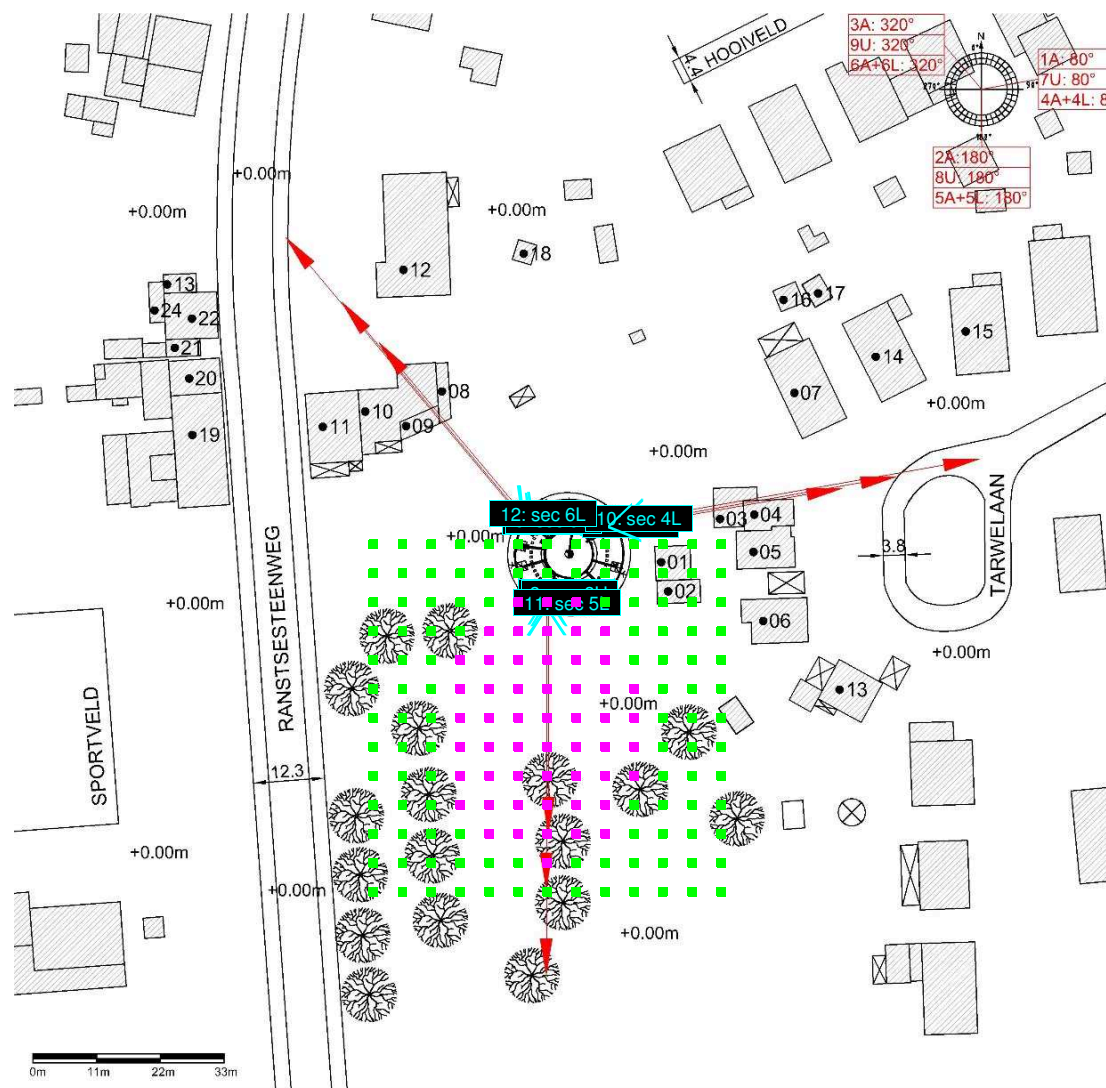 3A: 320°
9U: 320°
6A+6L: 320°
N
0°
1A: 80°
7U: 80°
4A+4L: 8
270°
90°
180°
2A:180°
8U: 180°
5A+5L: 180°
4.4
HOOIVELD
+0.00m
+0.00m
+0.00m
18
12
13
24
22
16
17
15
21
14
20
08
07
10
09
+0.00m
11
19
+0.00m
12: sec 6L
10: sec 4L
03
04
+0.00m
05
3.8
TARWELAAN
01
02
11: sec 5L
+0.00m
06
+0.00m
RANSTSESTEENWEG
13
+0.00m
SPORTVELD
12.3
+0.00m
+0.00m
+0.00m
0m
11m
22m
33m